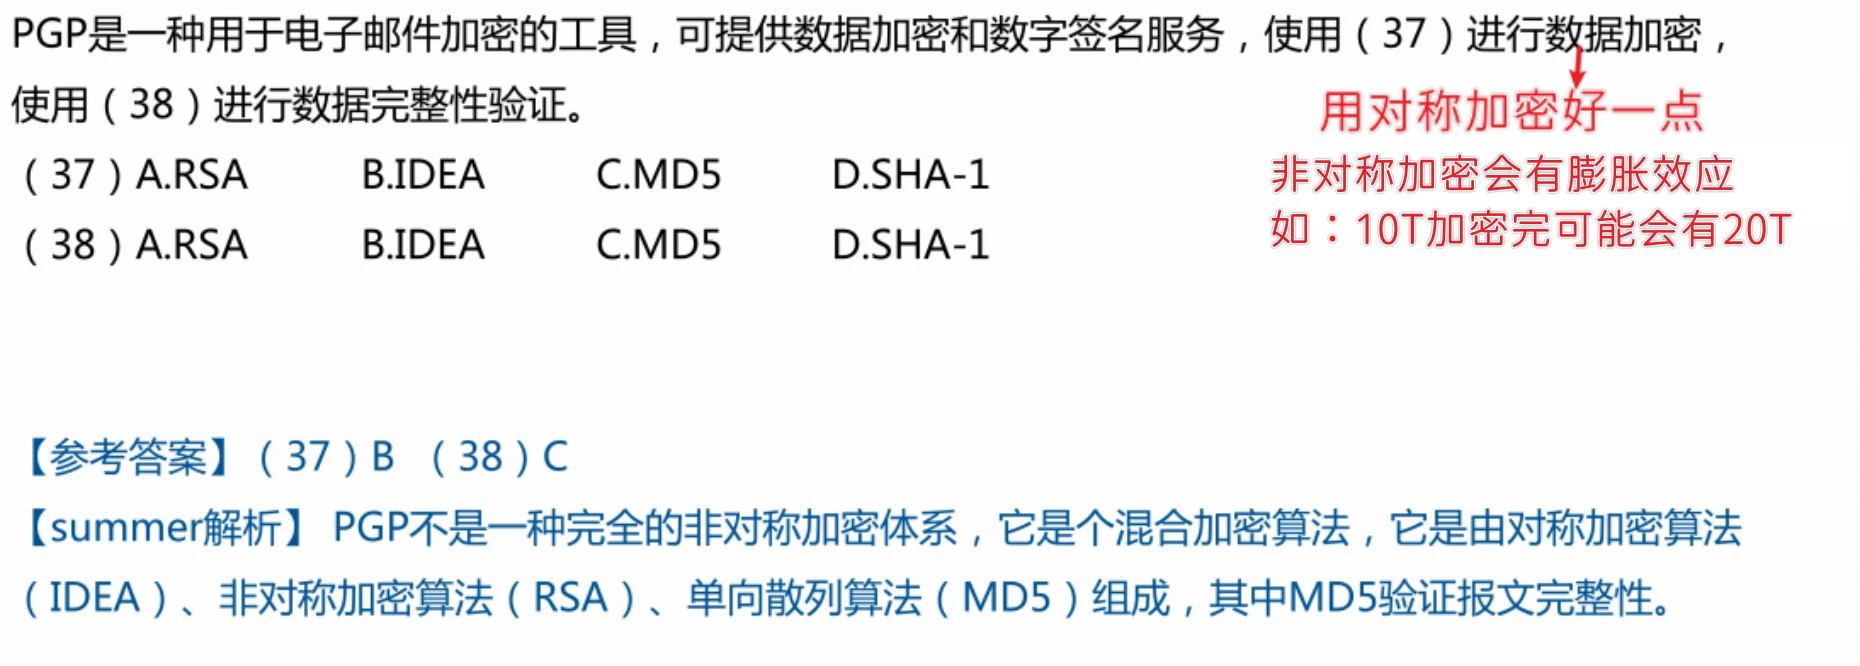 PGP是一种用于电子邮件加密的工具，可提供数据加密和数字签名服务，使用（37）进行数据加密，
使用（38）进行数据完整性验证。
用对称加密好一点
（37）A.RSA B.IDEA C.MD5 D.SHA-1
非对称加密会有膨胀效应
如：10T加密完可能会有20T
（38）A.RSA B.IDEA C.MD5 D.SHA-1
【参考答案】（37）B （38）C
【summer解析】 PGP不是一种完全的非对称加密体系，它是个混合加密算法，它是由对称加密算法
（IDEA）、非对称加密算法（RSA）、单向散列算法（MD5）组成，其中MD5验证报文完整性。